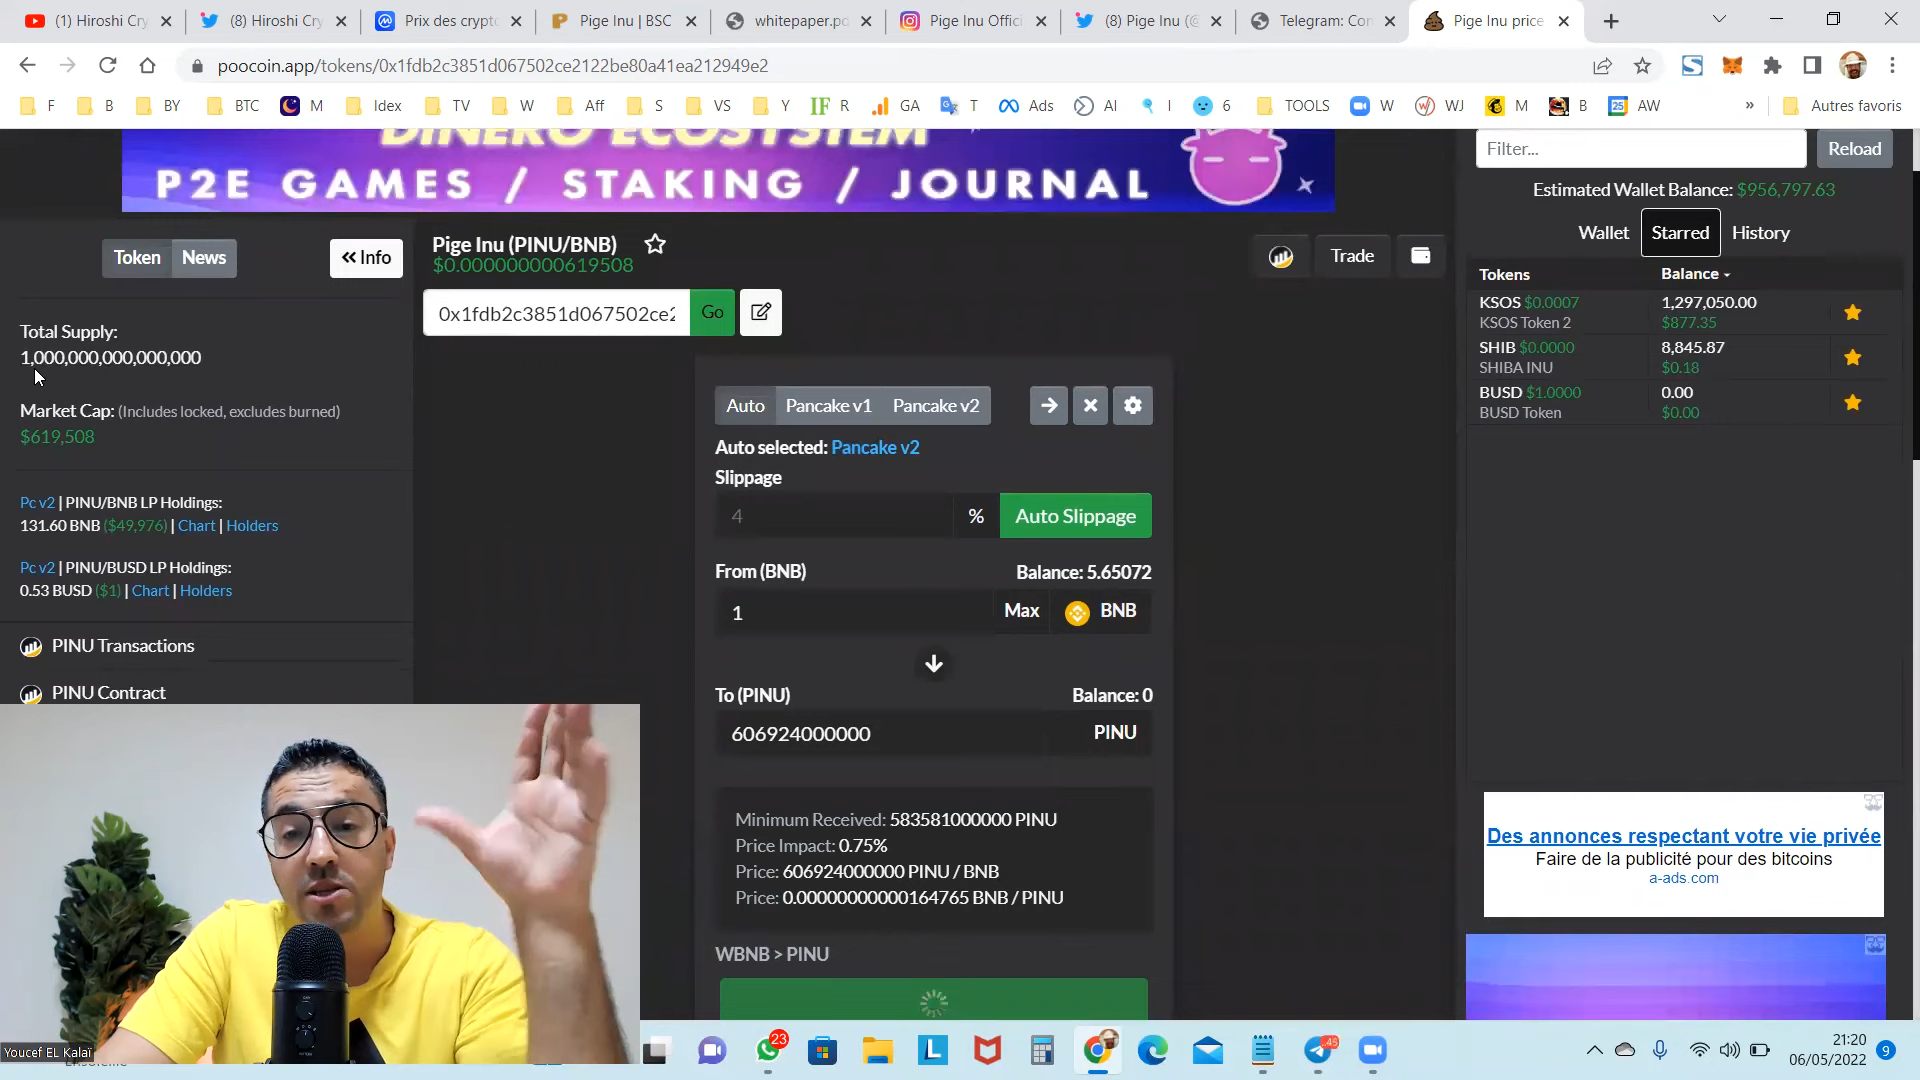 (1) Hiroshi Cry
(8) Hiroshi Cry
Prix des crypt
Pige Inu | BSC
whitepaper.pd
Pige Inu Offici
(8) Pige Inu (@
Telegram: Con
Pige Inu price
poocoin.app/tokens/0x1fdb2c3851d067502ce2122be80a41ea212949e2
F
B
BY
BTC
M
Idex
TV
W
Aff
S
VS
Y
IF R
GA
T
Ads
AI
I
6
TOOLS
W
WJ
M
B
25 AW
»
Autres favoris
DINERO ECOSYSTEM
P2E GAMES / STAKING / JOURNAL
Token
News
« Info
Total Supply:
1,000,000,000,000,000
Market Cap: (Includes locked, excludes burned)
$619,508
Pc v2 | PINU/BNB LP Holdings:
131.60 BNB ($49,976) | Chart | Holders
Pc v2 | PINU/BUSD LP Holdings:
0.53 BUSD ($1) | Chart | Holders
PINU Transactions
PINU Contract
Pige Inu (PINU/BNB)
$0.000000000619508
Trade
0x1fdb2c3851d067502ce2
Go
Auto
Pancake v1
Pancake v2
Auto selected: Pancake v2
Slippage
4
%
Auto Slippage
From (BNB)
Balance: 5.65072
1
Max
BNB
To (PINU)
Balance: 0
606924000000
PINU
Minimum Received: 583581000000 PINU
Price Impact: 0.75%
Price: 606924000000 PINU / BNB
Price: 0.00000000000164765 BNB / PINU
WBNB > PINU
Filter...
Reload
Estimated Wallet Balance: $956,797.63
Wallet
Starred
History
Tokens
Balance
KSOS $0.0007
1,297,050.00
KSOS Token 2
$877.35
SHIB $0.0000
8,845.87
SHIBA INU
$0.18
BUSD $1.0000
0.00
BUSD Token
$0.00
Des annonces respectant votre vie privée
Faire de la publicité pour des bitcoins
a-ads.com
Youcef EL Kalaï
Ensoleillé
23
L
45
21:20
06/05/2022
9